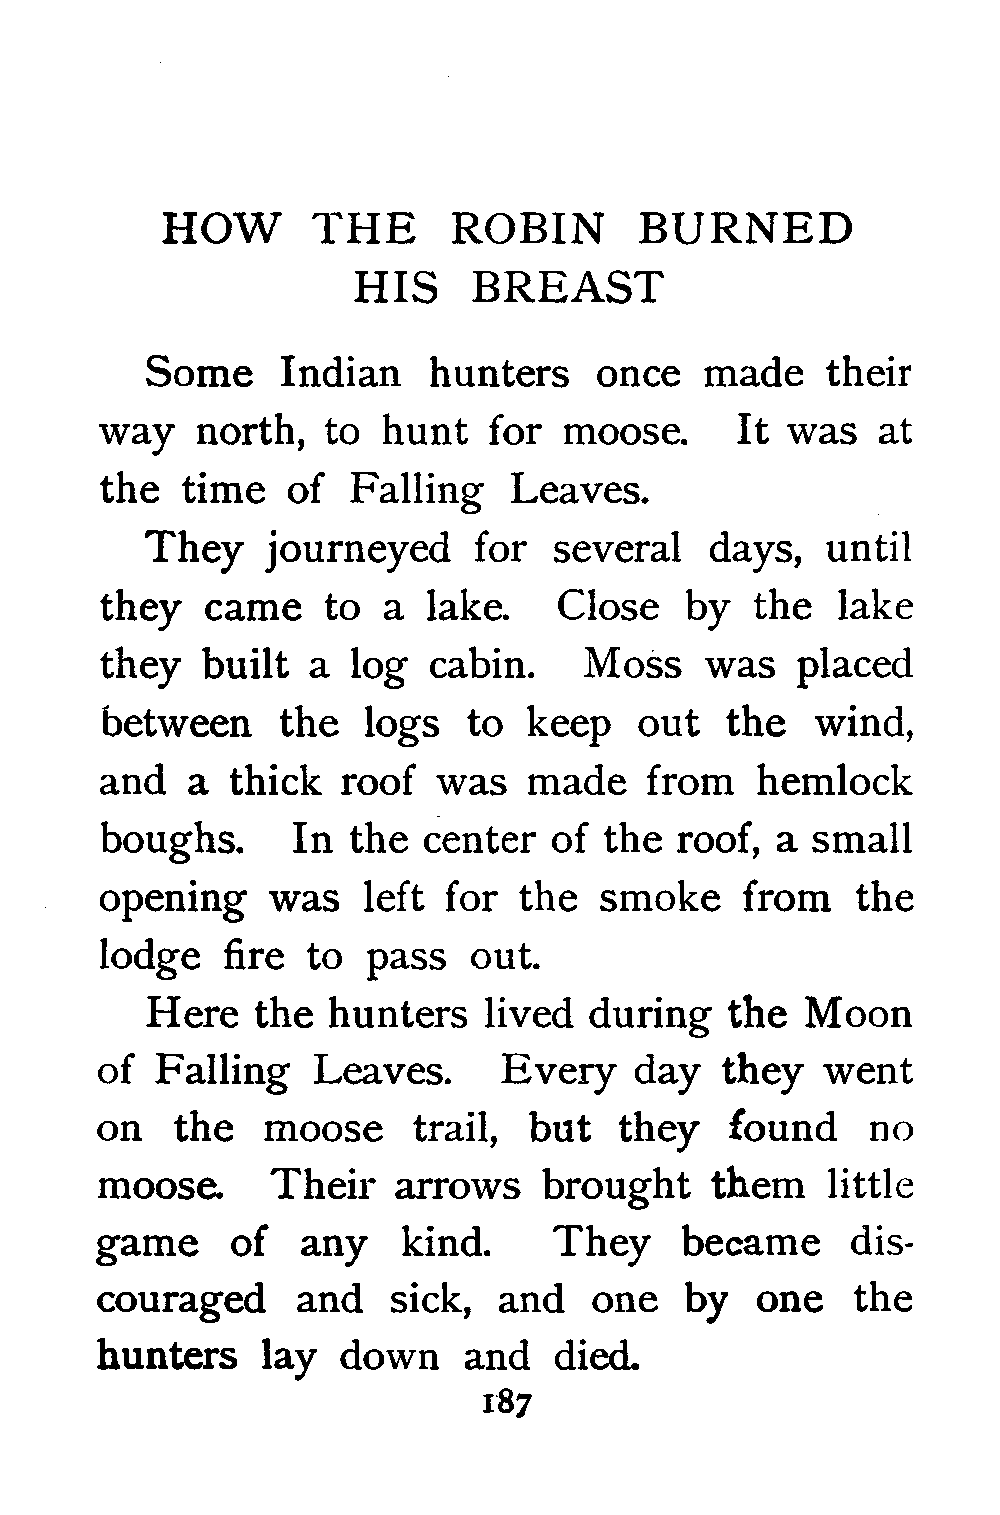 HOW THE ROBIN BURNED
HIS BREAST
Some Indian hunters once made their
way north, to hunt for moose. It was at
the time of Falling Leaves.
They journeyed for several days, until
they came to a lake. Close by the lake
they built a log cabin. Moss was placed
between the logs to keep out the wind,
and a thick roof was made from hemlock
boughs. In the center of the roof, a small
opening was left for the smoke from the
lodge fire to pass out.
Here the hunters lived during the Moon
of Falling Leaves. Every day they went
on the moose trail, but they found no
moose. Their arrows brought them little
game of any kind. They became dis-
couraged and sick, and one by one the
hunters lay down and died.
187